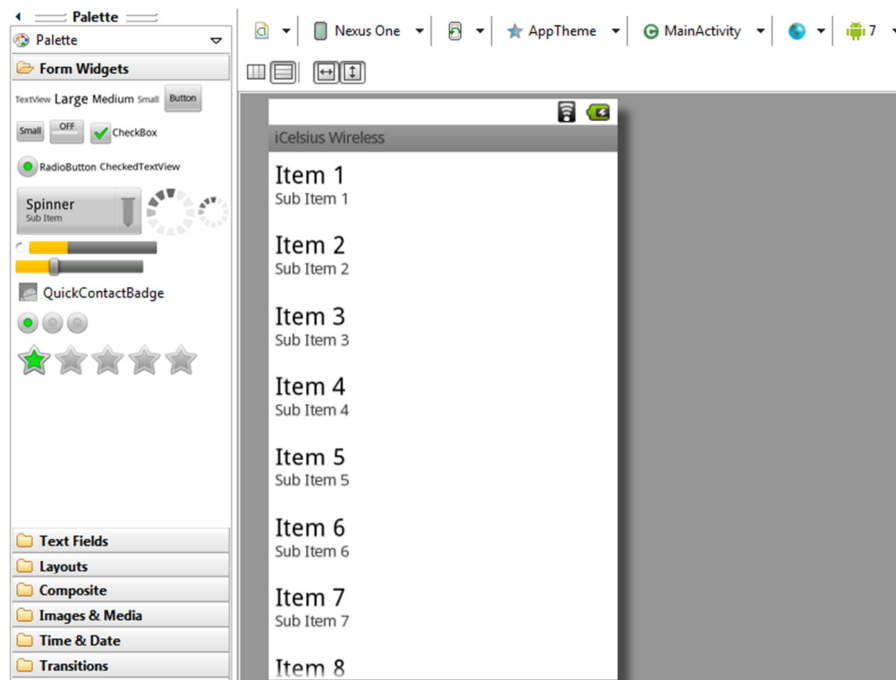 Palette
Palette
Form Widgets
TextView Large Medium Small Button
Small OFF CheckBox
RadioButton CheckedTextView
Spinner
Sub Item
QuickContactBadge
Text Fields
Layouts
Composite
Images & Media
Time & Date
Transitions
Nexus One AppTheme MainActivity 7
iCelsius Wireless
Item 1
Sub Item 1
Item 2
Sub Item 2
Item 3
Sub Item 3
Item 4
Sub Item 4
Item 5
Sub Item 5
Item 6
Sub Item 6
Item 7
Sub Item 7
Item 8